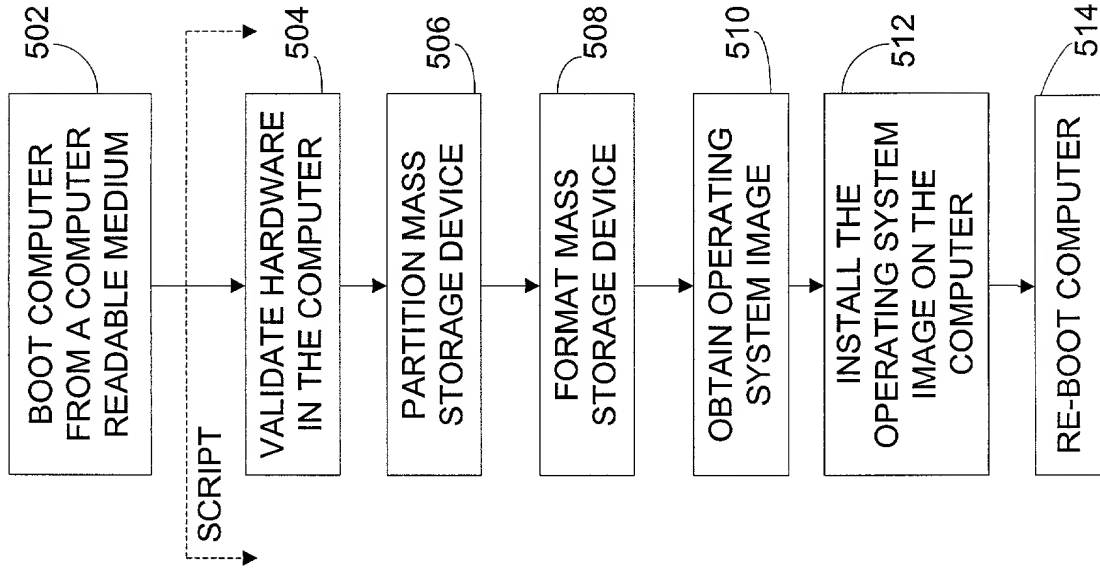 BOOT COMPUTER
FROM A COMPUTER
READABLE MEDIUM
502
SCRIPT
VALIDATE HARDWARE
IN THE COMPUTER
504
PARTITION MASS
STORAGE DEVICE
506
FORMAT MASS
STORAGE DEVICE
508
OBTAIN OPERATING
SYSTEM IMAGE
510
INSTALL THE
OPERATING SYSTEM
IMAGE ON THE
COMPUTER
512
RE-BOOT COMPUTER
514